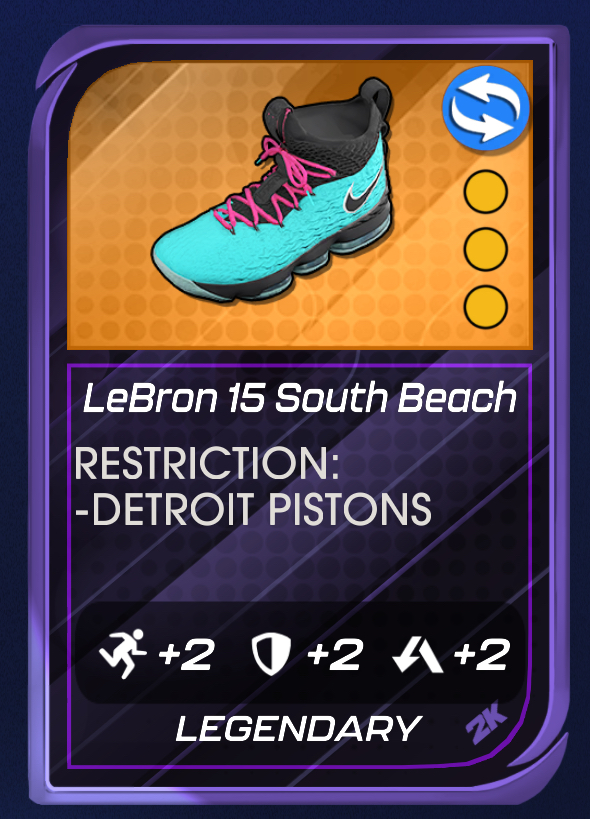 LeBron 15 South Beach
RESTRICTION:
-DETROIT PISTONS
+2 +2 +2
LEGENDARY
2K